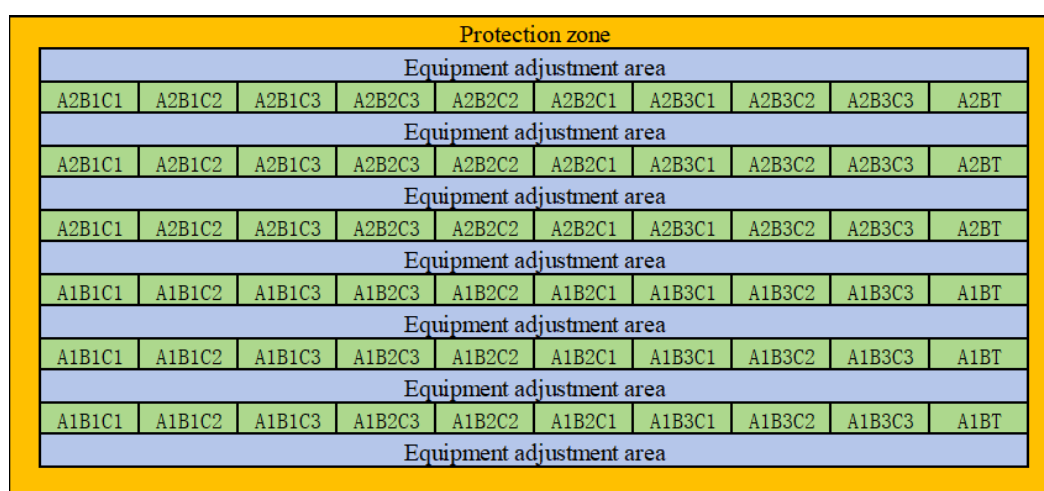 Protection zone
Equipment adjustment area
A2B1C1 A2B1C2 A2B1C3 A2B2C3 A2B2C2 A2B2C1 A2B3C1 A2B3C2 A2B3C3 A2BT
Equipment adjustment area
A2B1C1 A2B1C2 A2B1C3 A2B2C3 A2B2C2 A2B2C1 A2B3C1 A2B3C2 A2B3C3 A2BT
Equipment adjustment area
A2B1C1 A2B1C2 A2B1C3 A2B2C3 A2B2C2 A2B2C1 A2B3C1 A2B3C2 A2B3C3 A2BT
Equipment adjustment area
A1B1C1 A1B1C2 A1B1C3 A1B2C3 A1B2C2 A1B2C1 A1B3C1 A1B3C2 A1B3C3 A1BT
Equipment adjustment area
A1B1C1 A1B1C2 A1B1C3 A1B2C3 A1B2C2 A1B2C1 A1B3C1 A1B3C2 A1B3C3 A1BT
Equipment adjustment area
A1B1C1 A1B1C2 A1B1C3 A1B2C3 A1B2C2 A1B2C1 A1B3C1 A1B3C2 A1B3C3 A1BT
Equipment adjustment area